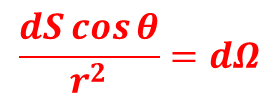 dS cos θ / r² = dΩ